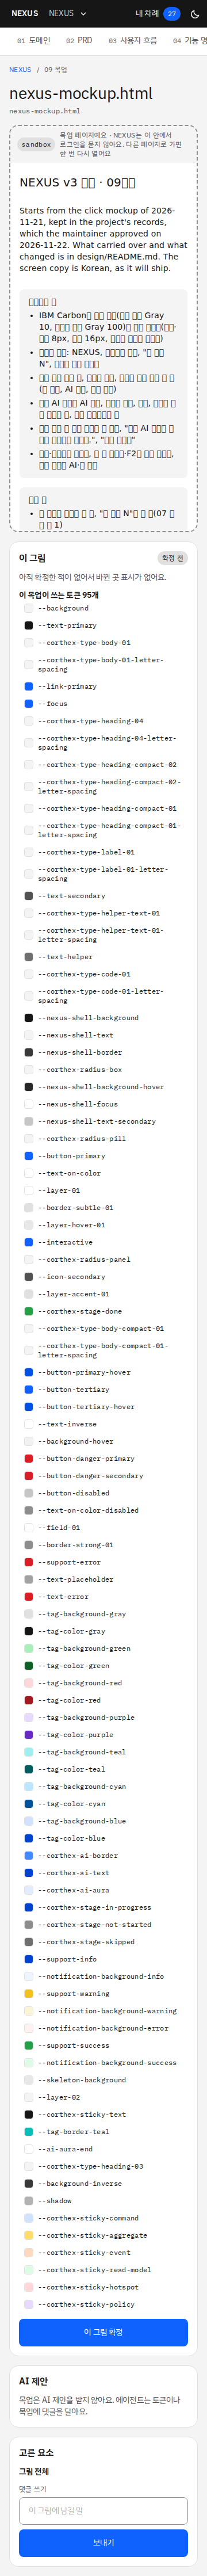 NEXUS NEXUS 내 차례 27
01 도메인 02 PRD 03 사용자 흐름 04 기능 명
NEXUS / 09 목업
nexus-mockup.html
nexus-mockup.html
sandbox
목업 페이지예요 · NEXUS는 이 안에서
로그인을 묻지 않아요. 다른 페이지로 가면
한 번 다시 열어요
NEXUS v3 · 09
Starts from the click mockup of 2026-
11-21, kept in the project's records,
which the maintainer approved on
2026-11-22. What carried over and what
changed is in design/README.md. The
screen copy is Korean, as it will ship.
이 그림 확정 전
아직 확정한 적이 없어서 바뀐 곳 표시가 없어요.
이 목업이 쓰는 토큰 95개
--background
--text-primary
--corthex-type-body-01
--corthex-type-body-01-letter-
spacing
--link-primary
--focus
--corthex-type-heading-04
--corthex-type-heading-04-letter-
spacing
--corthex-type-heading-compact-02
--corthex-type-heading-compact-02-
letter-spacing
--corthex-type-heading-compact-01
--corthex-type-heading-compact-01-
letter-spacing
--corthex-type-label-01
--corthex-type-label-01-letter-
spacing
--text-secondary
--corthex-type-helper-text-01
--corthex-type-helper-text-01-
letter-spacing
--text-helper
--corthex-type-code-01
--corthex-type-code-01-letter-
spacing
--nexus-shell-background
--nexus-shell-text
--nexus-shell-border
--corthex-radius-box
--nexus-shell-background-hover
--nexus-shell-focus
--nexus-shell-text-secondary
--corthex-radius-pill
--button-primary
--text-on-color
--layer-01
--border-subtle-01
--layer-hover-01
--interactive
--corthex-radius-panel
--icon-secondary
--layer-accent-01
--corthex-stage-done
--corthex-type-body-compact-01
--corthex-type-body-compact-01-
letter-spacing
--button-primary-hover
--button-tertiary
--button-tertiary-hover
--text-inverse
--background-hover
--button-danger-primary
--button-danger-secondary
--button-disabled
--text-on-color-disabled
--field-01
--border-strong-01
--support-error
--text-placeholder
--text-error
--tag-background-gray
--tag-color-gray
--tag-background-green
--tag-color-green
--tag-background-red
--tag-color-red
--tag-background-purple
--tag-color-purple
--tag-background-teal
--tag-color-teal
--tag-background-cyan
--tag-color-cyan
--tag-background-blue
--tag-color-blue
--corthex-ai-border
--corthex-ai-text
--corthex-ai-aura
--corthex-stage-in-progress
--corthex-stage-not-started
--corthex-stage-skipped
--support-info
--notification-background-info
--support-warning
--notification-background-warning
--notification-background-error
--support-success
--notification-background-success
--skeleton-background
--layer-02
--corthex-sticky-text
--tag-border-teal
--ai-aura-end
--corthex-type-heading-03
--background-inverse
--shadow
--corthex-sticky-command
--corthex-sticky-aggregate
--corthex-sticky-event
--corthex-sticky-read-model
--corthex-sticky-hotspot
--corthex-sticky-policy
이 그림 확정
AI 제안
목업은 AI 제안을 받지 않아요. 에이전트는 토큰이나
목업에 댓글을 달아요.
고른 요소
그림 전체
댓글 쓰기
이 그림에 남길 말
보내기